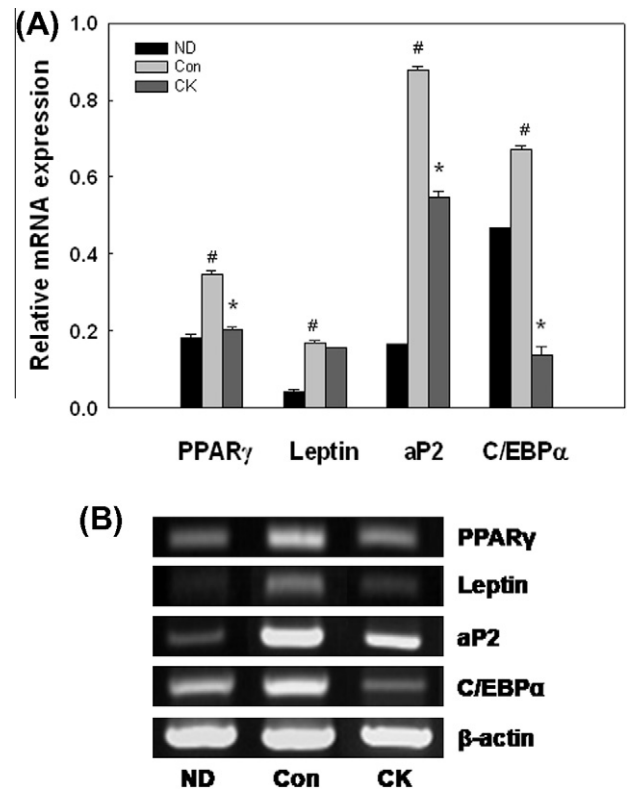 (A)
1.0
0.8
0.6
0.4
0.2
0.0
Relative mRNA expression
ND
Con
CK
#
*
#
#
*
#
*
PPARγ Leptin aP2 C/EBPα
(B)
PPARγ
Leptin
aP2
C/EBPα
β-actin
ND Con CK